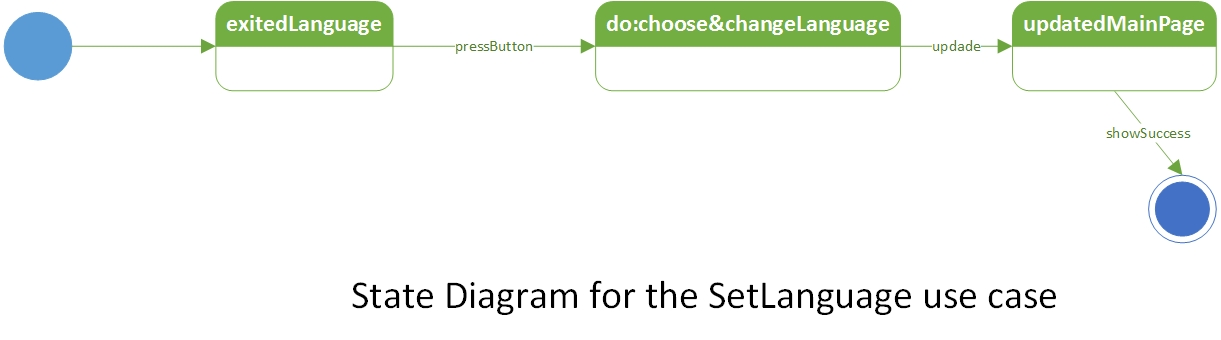 exitedLanguage
pressButton
do:choose&changeLanguage
updade
updatedMainPage
showSuccess
State Diagram for the SetLanguage use case